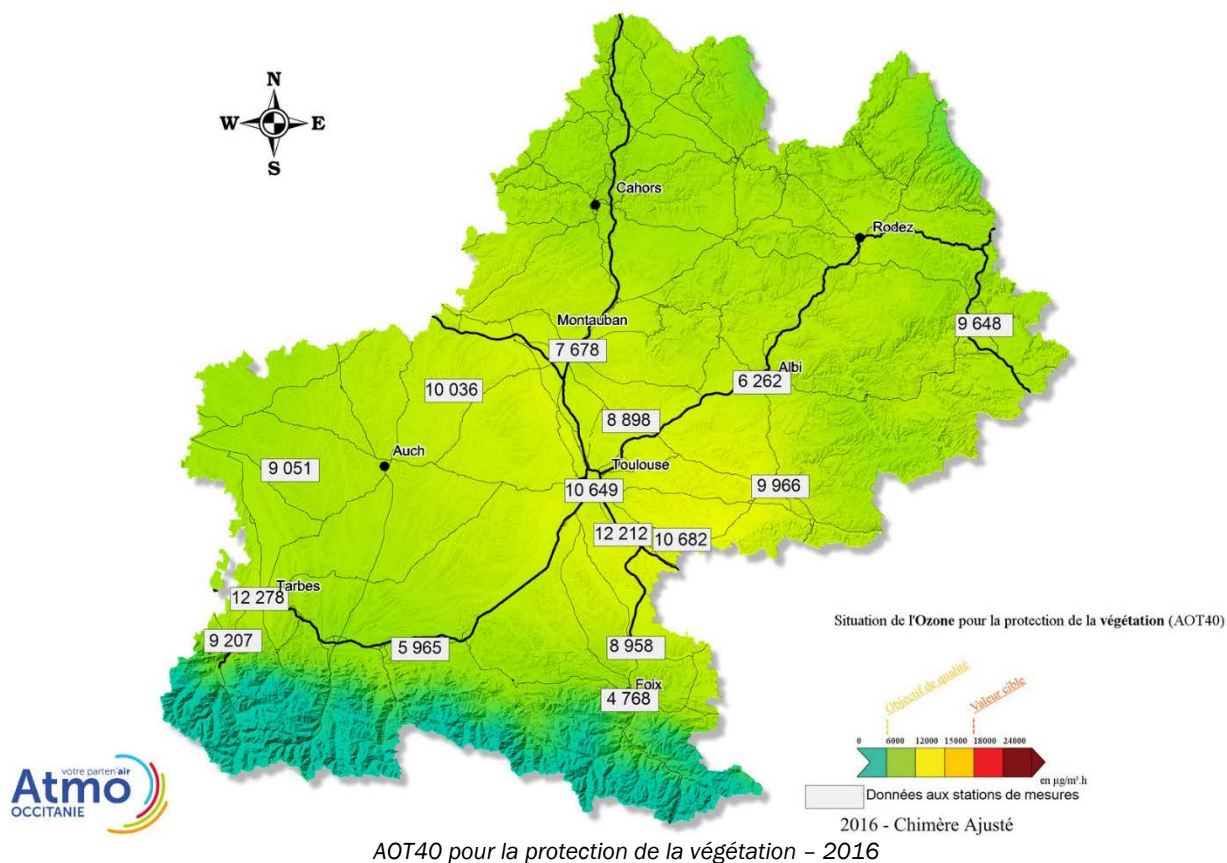 N
W E
S
Cahors
Rodez
Montauban
9 648
7 678
Albi
6 262
10 036
8 898
Auch
Toulouse
9 051
10 649
9 966
12 212
10 682
Tarbes
12 278
9 207
5 965
8 958
Foix
4 768
Situation de l'Ozone pour la protection de la végétation (AOT40)
Objectif de qualité
Valeur cible
0 6000 12000 15000 18000 24000
en µg/m³.h
Données aux stations de mesures
2016 - Chimère Ajusté
votre parten'air
Atmo
OCCITANIE
AOT40 pour la protection de la végétation – 2016